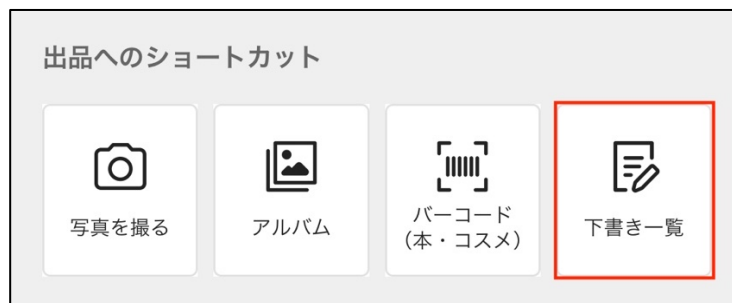 出品へのショートカット
写真を撮る
アルバム
バーコード
（本・コスメ）
下書き一覧